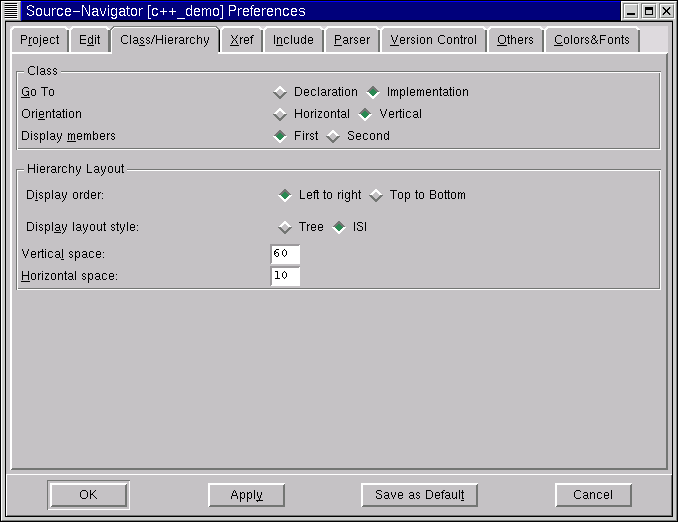 Source-Navigator [c++_demo] Preferences
Project Edit Class/Hierarchy Xref Include Parser Version Control Others Colors&Fonts
Class
Go To Declaration Implementation
Orientation Horizontal Vertical
Display members First Second
Hierarchy Layout
Display order: Left to right Top to Bottom
Display layout style: Tree ISI
Vertical space: 60
Horizontal space: 10
OK Apply Save as Default Cancel